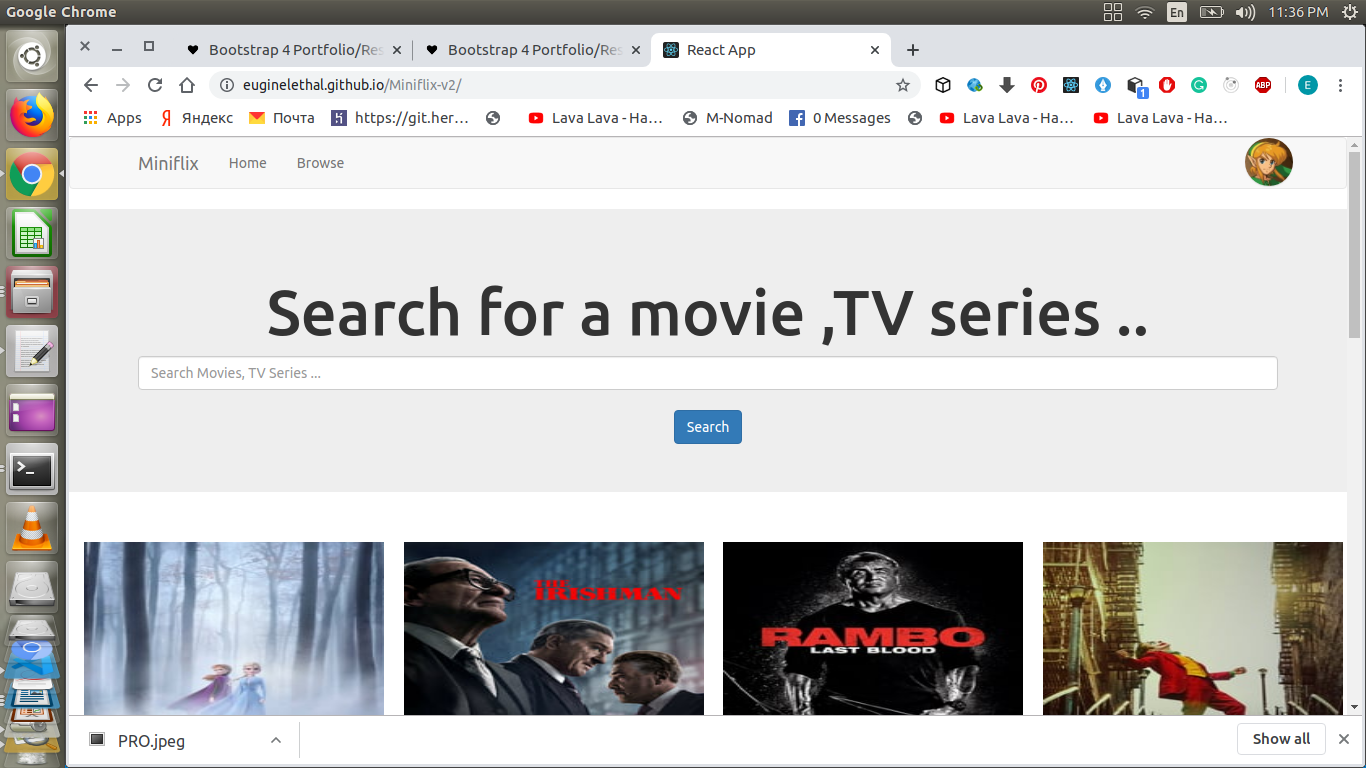 Google Chrome
En
11:36 PM
Bootstrap 4 Portfolio/Res
Bootstrap 4 Portfolio/Res
React App
euginelethal.github.io/Miniflix-v2/
1
ABP
E
Apps
Я Яндекс
Почта
https://git.her...
Lava Lava - Ha...
M-Nomad
0 Messages
Lava Lava - Ha...
Lava Lava - Ha...
Miniflix
Home
Browse
Search for a movie ,TV series ..
Search Movies, TV Series ...
Search
THE
IRISHMAN
RAMBO
LAST BLOOD
PRO.jpeg
Show all